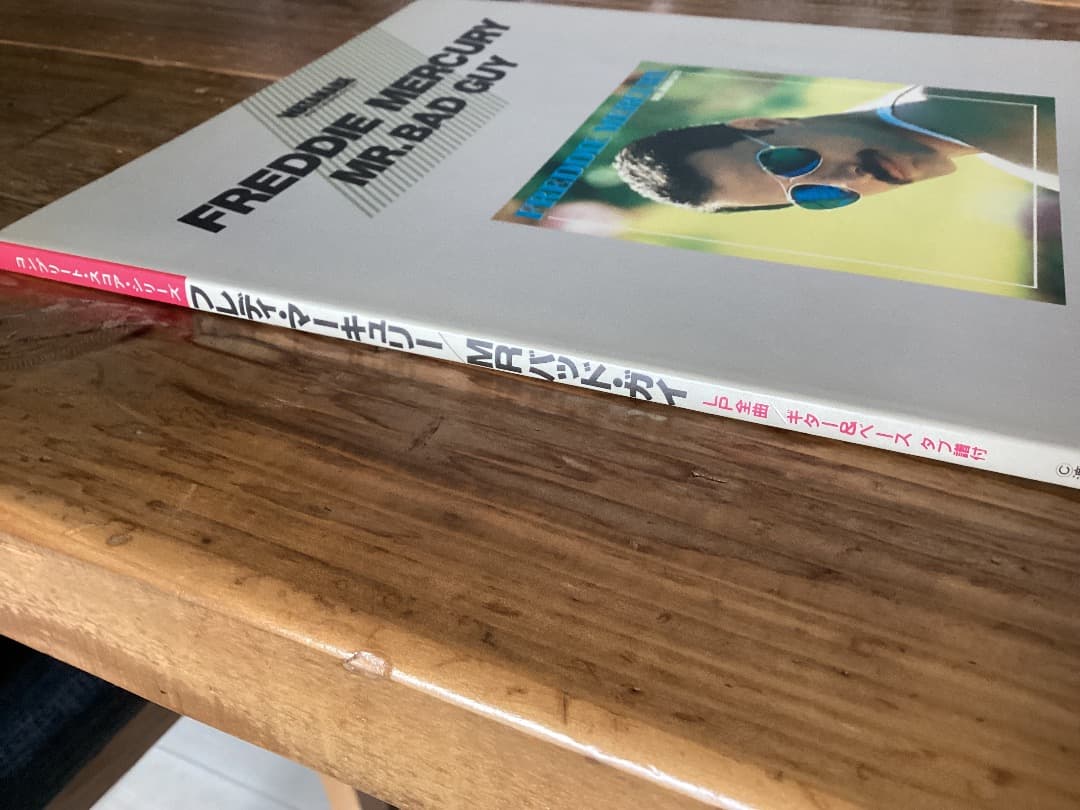 FREDDIE MERCURY
MR. BAD GUY
FREDDIE MERCURY
コンプリート・スコア・シリーズ
フレディ・マーキュリー/MRバッド・ガイ
LP全曲/ギター&ベース タブ譜付